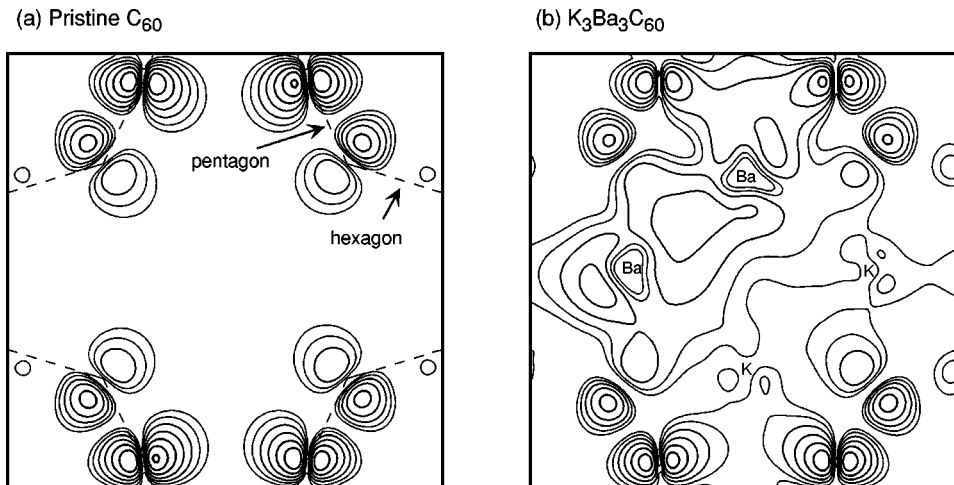 (a) Pristine C60
(b) K3Ba3C60
pentagon
hexagon
Ba
Ba
K
K